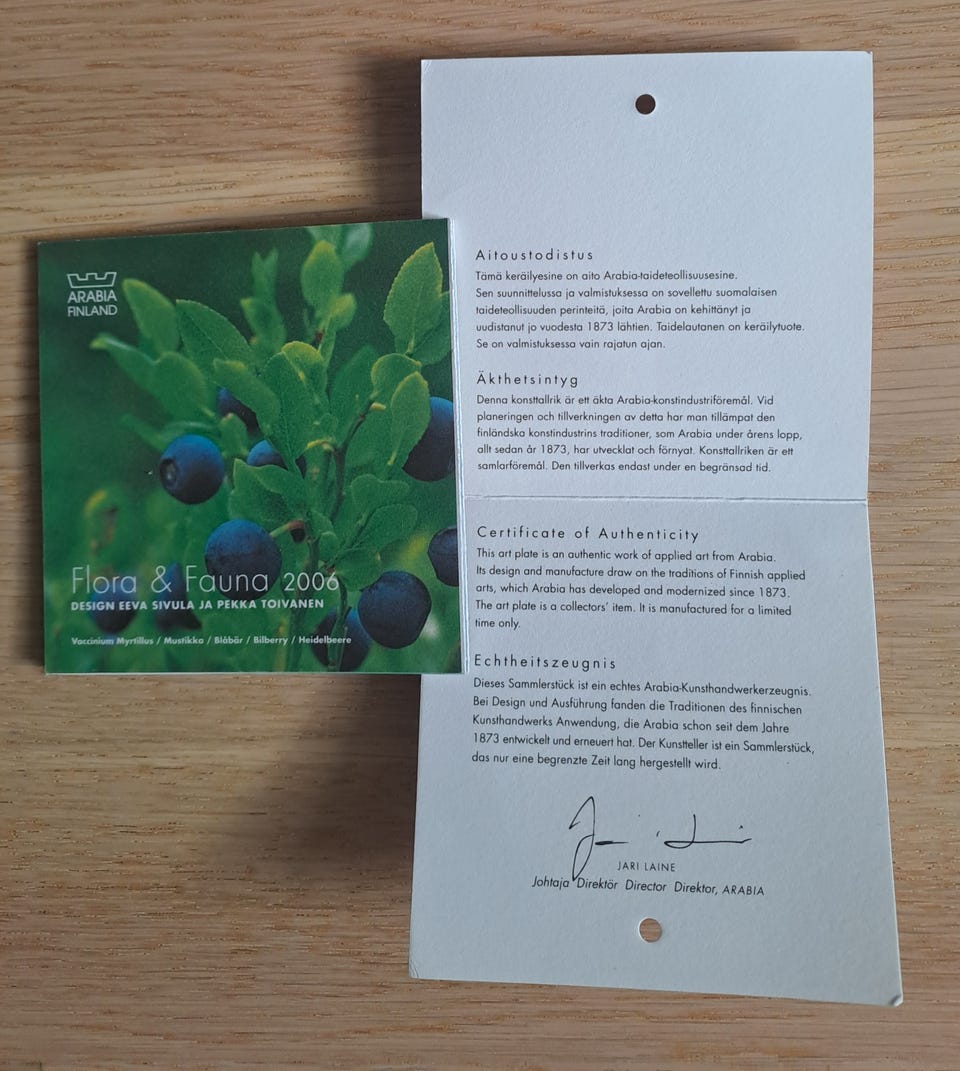 ARABIA
FINLAND
Flora & Fauna 2006
DESIGN EEVA SIVULA JA PEKKA TOIVANEN
Vaccinium Myrtillus / Mustikka / Blåbär / Bilberry / Heidelbeere
Aitoustodistus
Tämä keräilyesine on aito Arabia-taideteollisuusesine.
Sen suunnittelussa ja valmistuksessa on sovellettu suomalaisen
taideteollisuuden perinteitä, joita Arabia on kehittänyt ja
uudistanut jo vuodesta 1873 lähtien. Taidelautanen on keräilytuote.
Se on valmistuksessa vain rajatun ajan.
Äkthetsintyg
Denna konsttallrik är ett äkta Arabia-konstindustriföremål. Vid
planeringen och tillverkningen av detta har man tillämpat den
finländska konstindustrins traditioner, som Arabia under årens lopp,
allt sedan år 1873, har utvecklat och förnyat. Konsttallriken är ett
samlarföremål. Den tillverkas endast under en begränsad tid.
Certificate of Authenticity
This art plate is an authentic work of applied art from Arabia.
Its design and manufacture draw on the traditions of Finnish applied
arts, which Arabia has developed and modernized since 1873.
The art plate is a collectors' item. It is manufactured for a limited
time only.
Echtheitszeugnis
Dieses Sammlerstück ist ein echtes Arabia-Kunsthandwerkerzeugnis.
Bei Design und Ausführung fanden die Traditionen des finnischen
Kunsthandwerks Anwendung, die Arabia schon seit dem Jahre
1873 entwickelt und erneuert hat. Der Kunstteller ist ein Sammlerstück,
das nur eine begrenzte Zeit lang hergestellt wird.
JARI LAINE
Johtaja Direktör Director Direktor, ARABIA